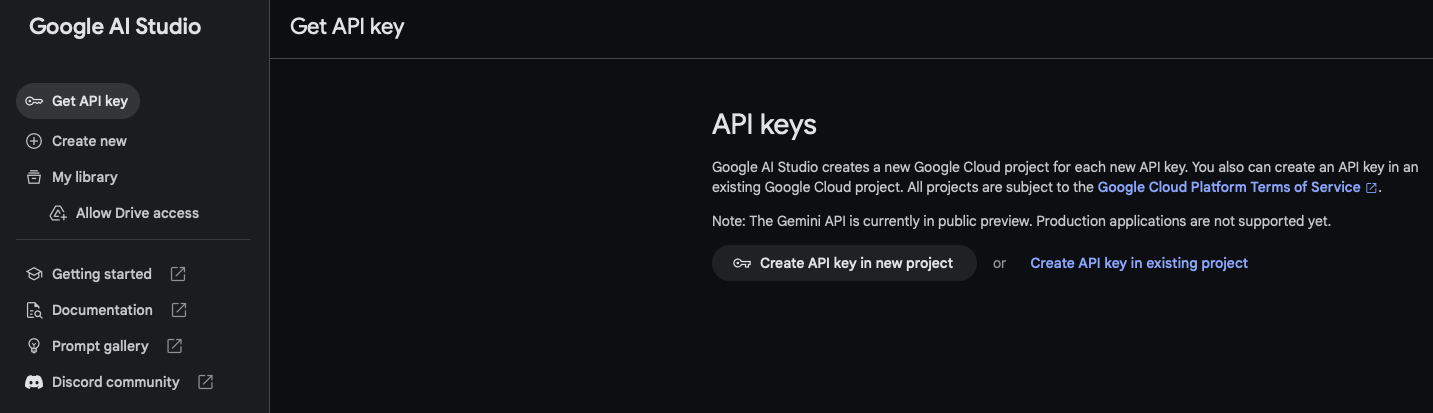 Google AI Studio
Get API key
Get API key
Create new
My library
Allow Drive access
Getting started
Documentation
Prompt gallery
Discord community
API keys
Google AI Studio creates a new Google Cloud project for each new API key. You also can create an API key in an
existing Google Cloud project. All projects are subject to the Google Cloud Platform Terms of Service.
Note: The Gemini API is currently in public preview. Production applications are not supported yet.
Create API key in new project or Create API key in existing project